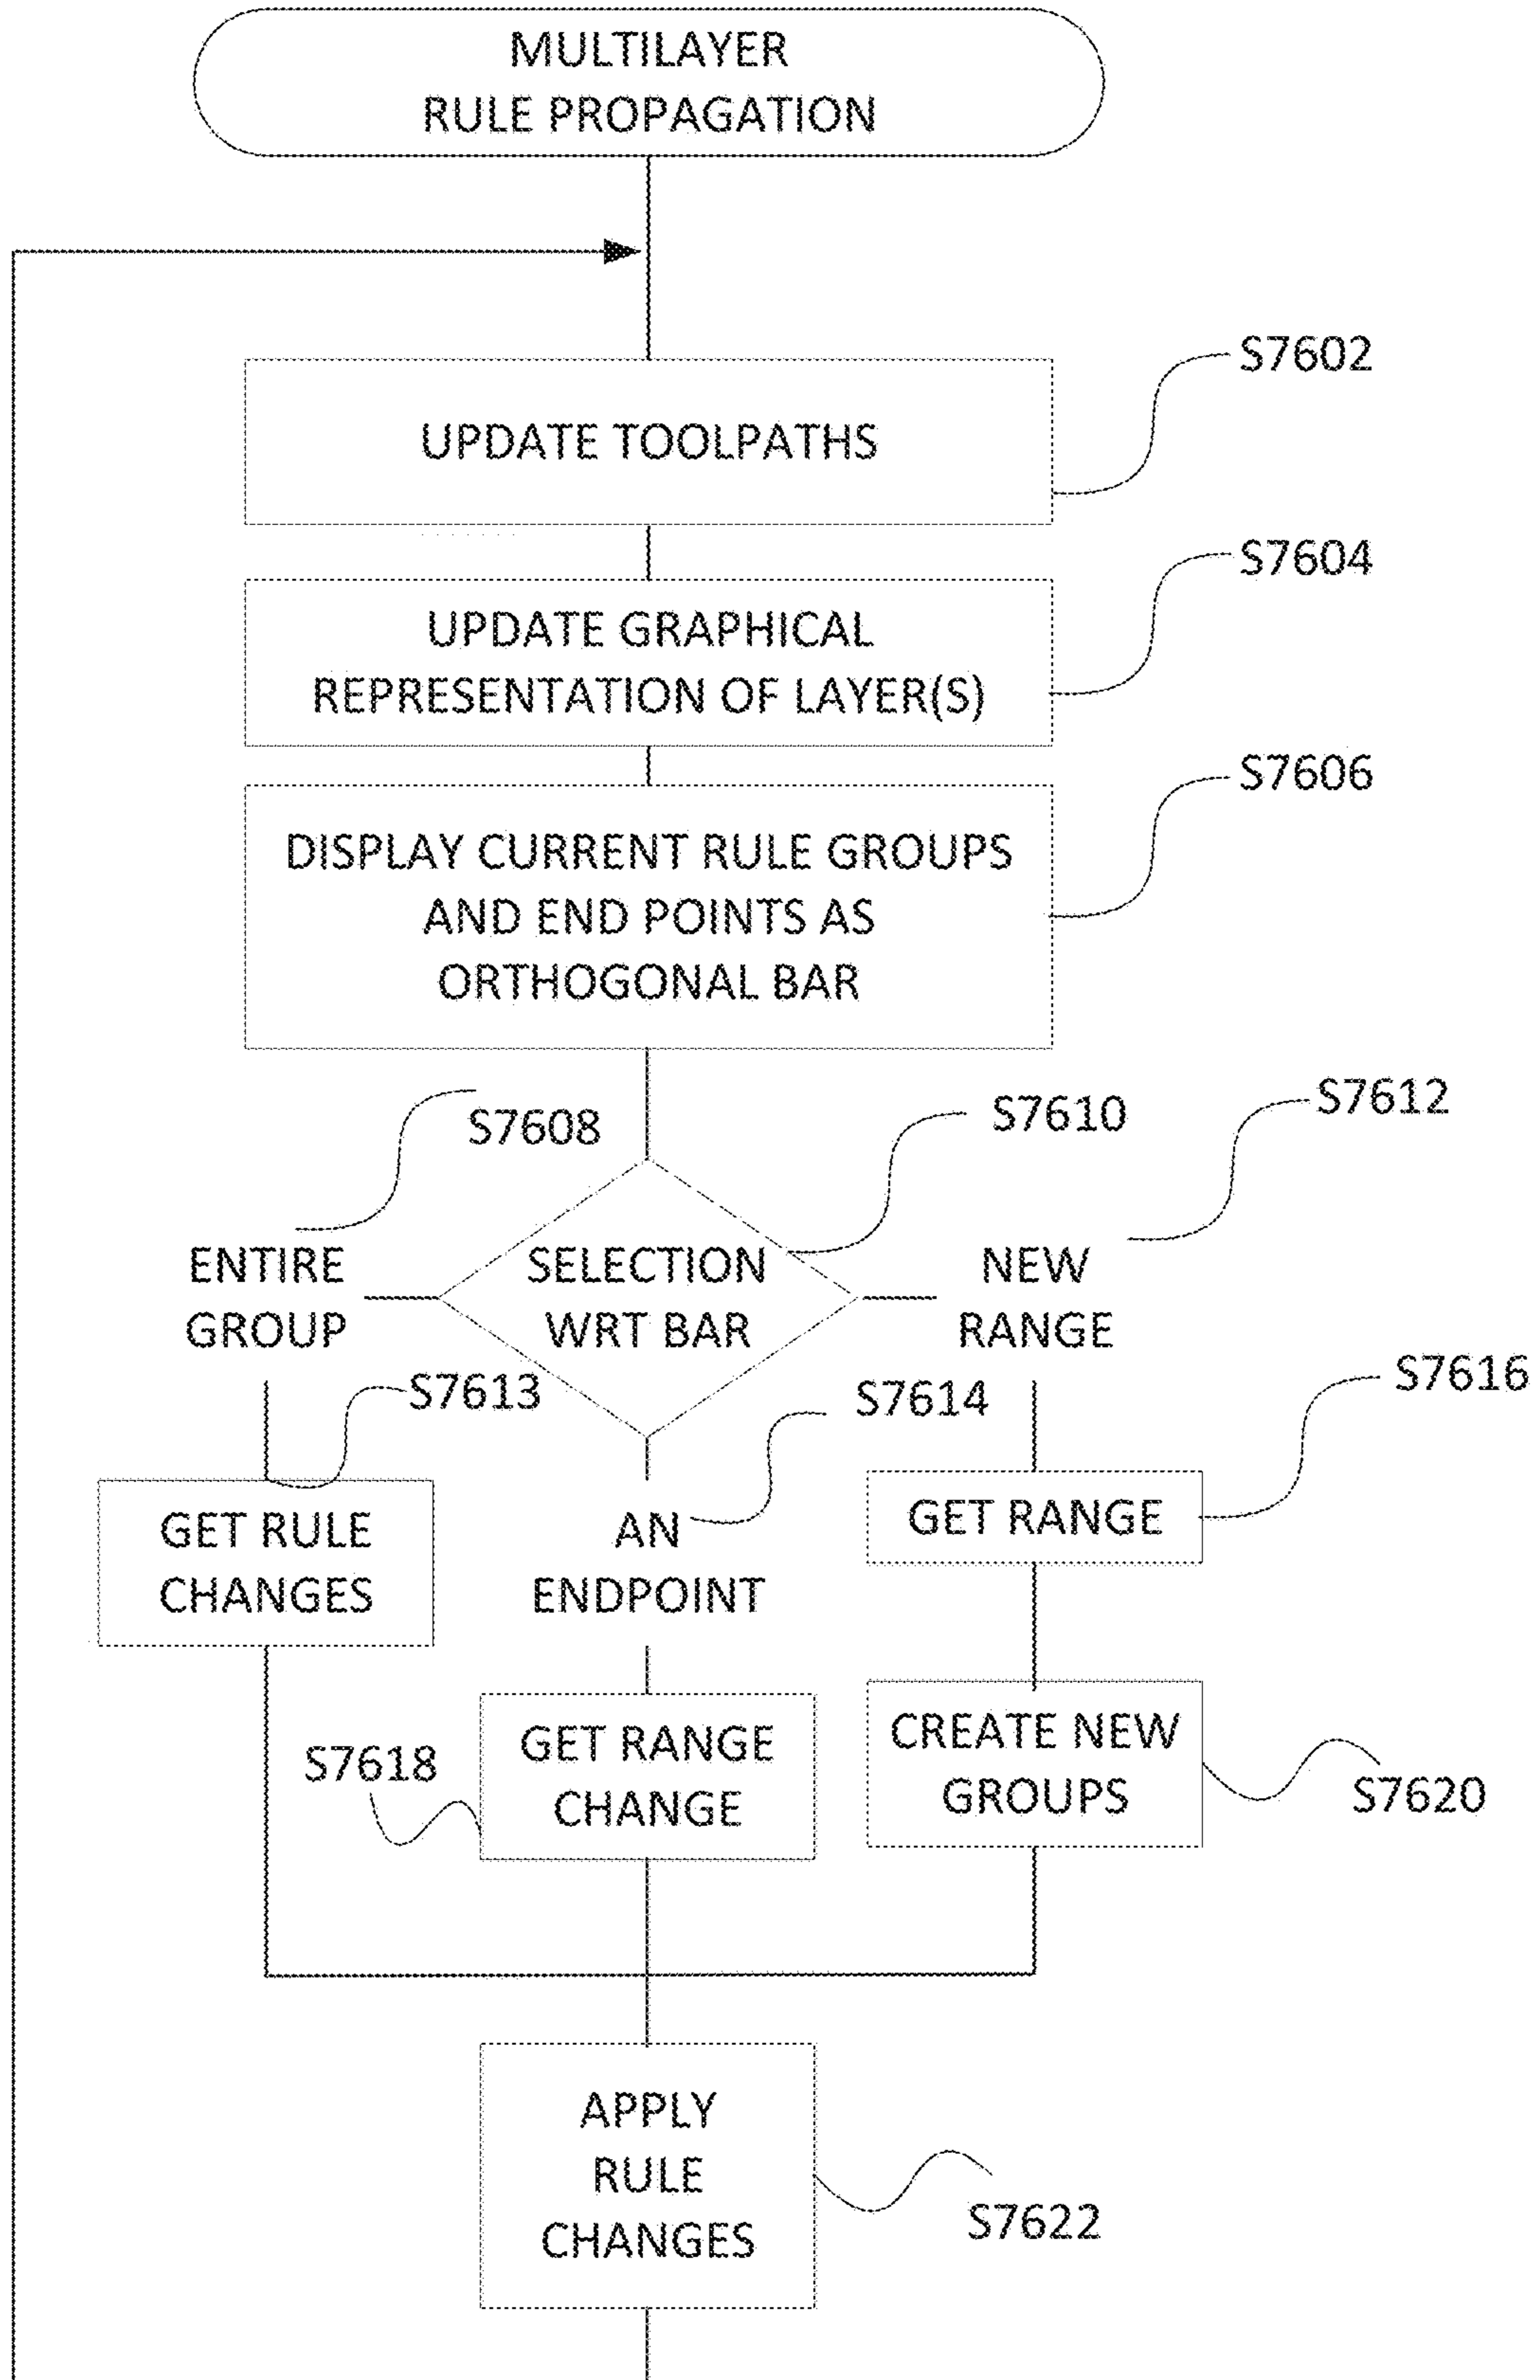 MULTILAYER
RULE PROPAGATION
S7602
UPDATE TOOLPATHS
S7604
UPDATE GRAPHICAL
REPRESENTATION OF LAYER(S)
S7606
DISPLAY CURRENT RULE GROUPS
AND END POINTS AS
ORTHOGONAL BAR
S7608
S7610
S7612
ENTIRE
GROUP
SELECTION
WRT BAR
NEW
RANGE
S7613
S7614
S7616
GET RULE
CHANGES
AN
ENDPOINT
GET RANGE
S7618
GET RANGE
CHANGE
CREATE NEW
GROUPS
S7620
APPLY
RULE
CHANGES
S7622